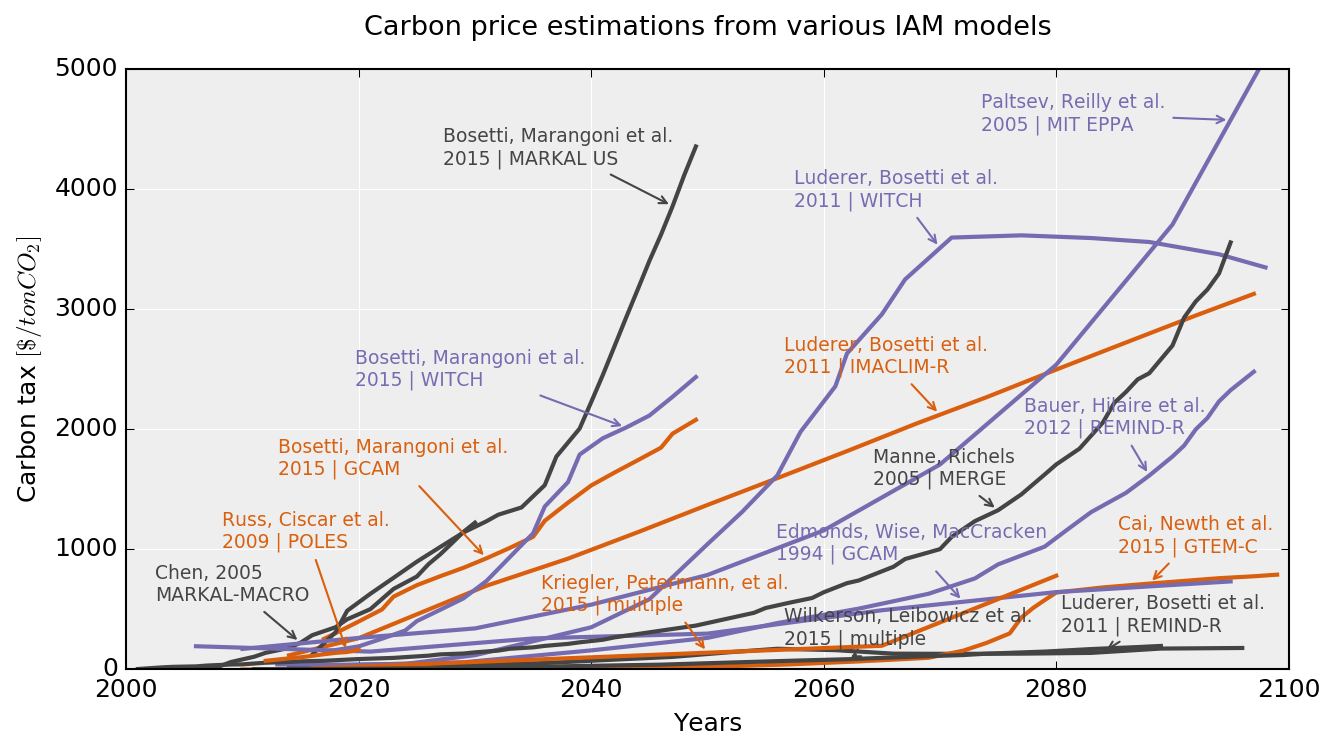 Carbon price estimations from various IAM models
Carbon tax [$/tonCO2]
5000
4000
3000
2000
1000
0
Paltsev, Reilly et al.
2005 | MIT EPPA
Bosetti, Marangoni et al.
2015 | MARKAL US
Luderer, Bosetti et al.
2011 | WITCH
Luderer, Bosetti et al.
2011 | IMACLIM-R
Bosetti, Marangoni et al.
2015 | WITCH
Bauer, Hilaire et al.
2012 | REMIND-R
Bosetti, Marangoni et al.
2015 | GCAM
Manne, Richels
2005 | MERGE
Russ, Ciscar et al.
2009 | POLES
Edmonds, Wise, MacCracken
1994 | GCAM
Cai, Newth et al.
2015 | GTEM-C
Chen, 2005
MARKAL-MACRO
Kriegler, Petermann, et al.
2015 | multiple
Wilkerson, Leibowicz et al.
2015 | multiple
Luderer, Bosetti et al.
2011 | REMIND-R
2000 2020 2040 2060 2080 2100
Years